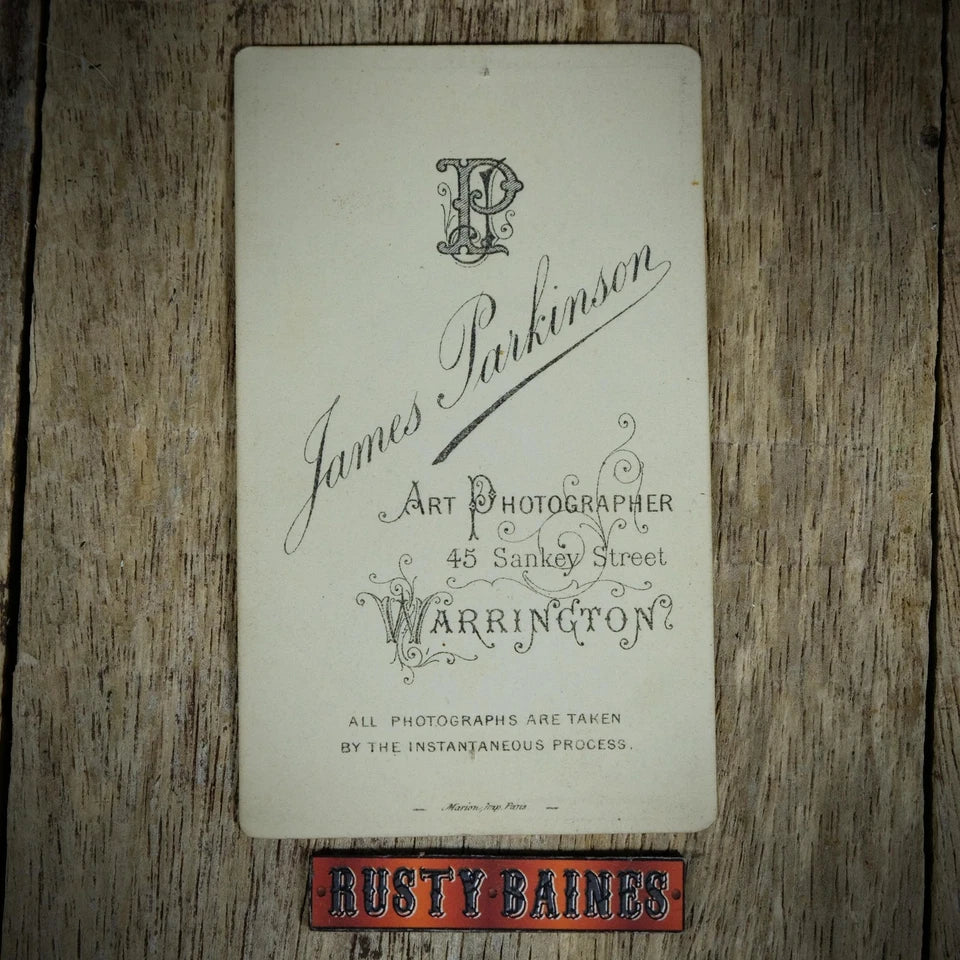 JP
James Parkinson
ART PHOTOGRAPHER
45 Sankey Street
WARRINGTON
ALL PHOTOGRAPHS ARE TAKEN
BY THE INSTANTANEOUS PROCESS.
— Marion, Imp. Paris —
RUSTY·BAINES